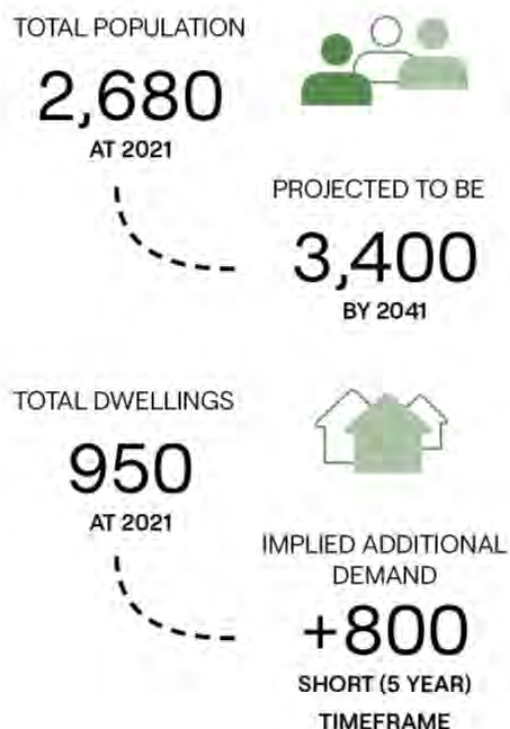 TOTAL POPULATION
2,680
AT 2021
PROJECTED TO BE
3,400
BY 2041
TOTAL DWELLINGS
950
AT 2021
IMPLIED ADDITIONAL
DEMAND
+800
SHORT (5 YEAR)
TIMEFRAME